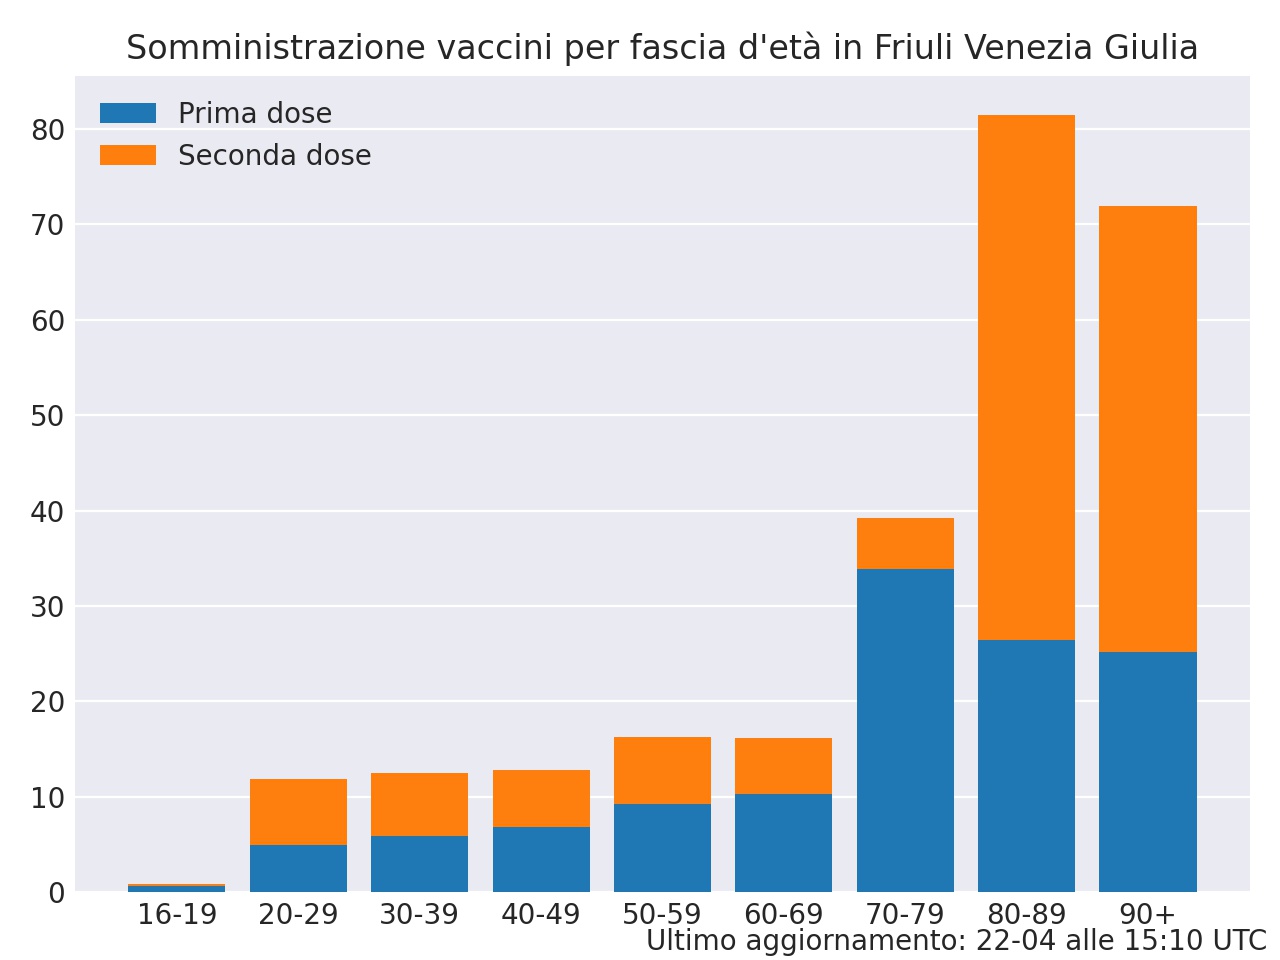 Somministrazione vaccini per fascia d'età in Friuli Venezia Giulia
Prima dose
Seconda dose
80
70
60
50
40
30
20
10
0
16-19 20-29 30-39 40-49 50-59 60-69 70-79 80-89 90+
Ultimo aggiornamento: 22-04 alle 15:10 UTC